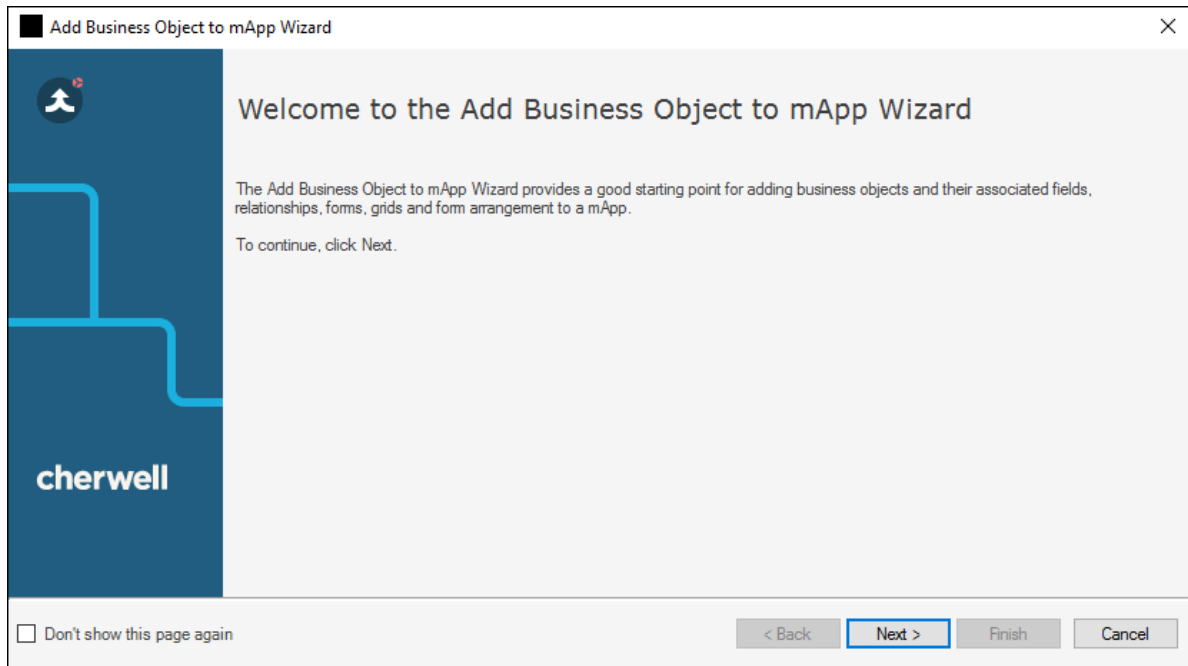 Add Business Object to mApp Wizard
Welcome to the Add Business Object to mApp Wizard
The Add Business Object to mApp Wizard provides a good starting point for adding business objects and their associated fields,
relationships, forms, grids and form arrangement to a mApp.
To continue, click Next.
cherwell
Don't show this page again
< Back
Next >
Finish
Cancel